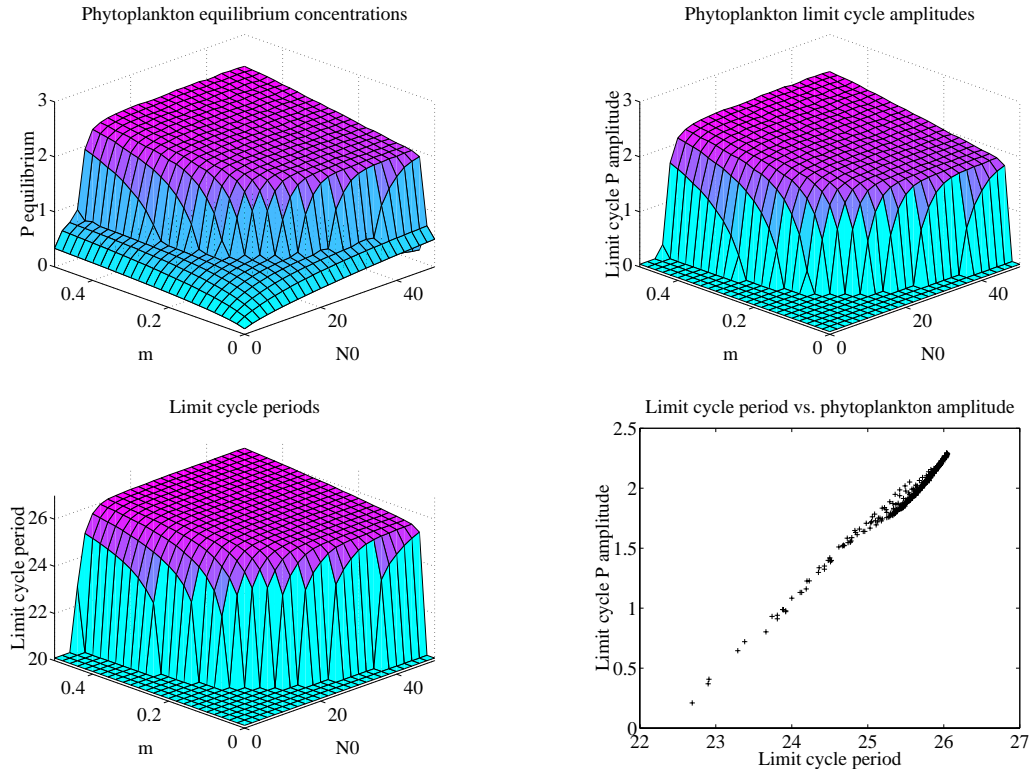 Phytoplankton equilibrium concentrations
3
2
1
0
P equilibrium
0.4
0.2
0
m
0
20
40
N0
Phytoplankton limit cycle amplitudes
3
2
1
0
Limit cycle P amplitude
0.4
0.2
0
m
0
20
40
N0
Limit cycle periods
26
24
22
20
Limit cycle period
0.4
0.2
0
m
0
20
40
N0
Limit cycle period vs. phytoplankton amplitude
2.5
2
1.5
1
0.5
0
Limit cycle P amplitude
22
23
24
25
26
27
Limit cycle period